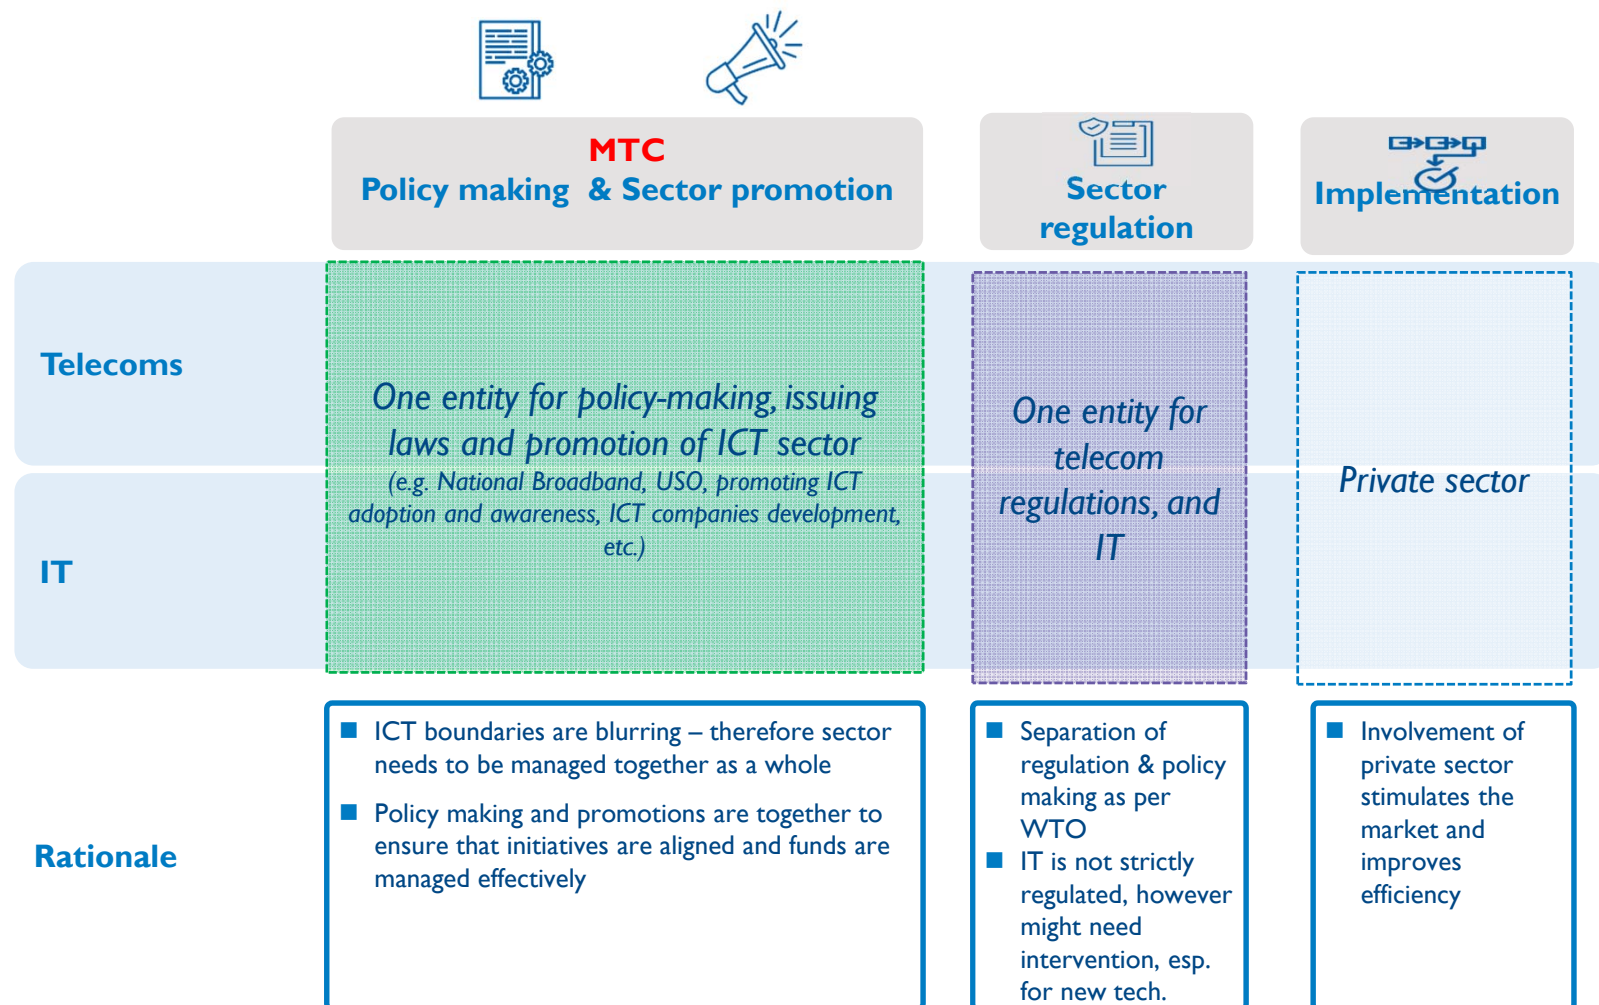 MTC
Policy making & Sector promotion
Sector
regulation
Implementation
Telecoms
One entity for policy-making, issuing
laws and promotion of ICT sector
(e.g. National Broadband, USO, promoting ICT
adoption and awareness, ICT companies development,
etc.)
One entity for
telecom
regulations, and
IT
Private sector
IT
Rationale
ICT boundaries are blurring – therefore sector
needs to be managed together as a whole
Policy making and promotions are together to
ensure that initiatives are aligned and funds are
managed effectively
Separation of
regulation & policy
making as per
WTO
IT is not strictly
regulated, however
might need
intervention, esp.
for new tech.
Involvement of
private sector
stimulates the
market and
improves
efficiency